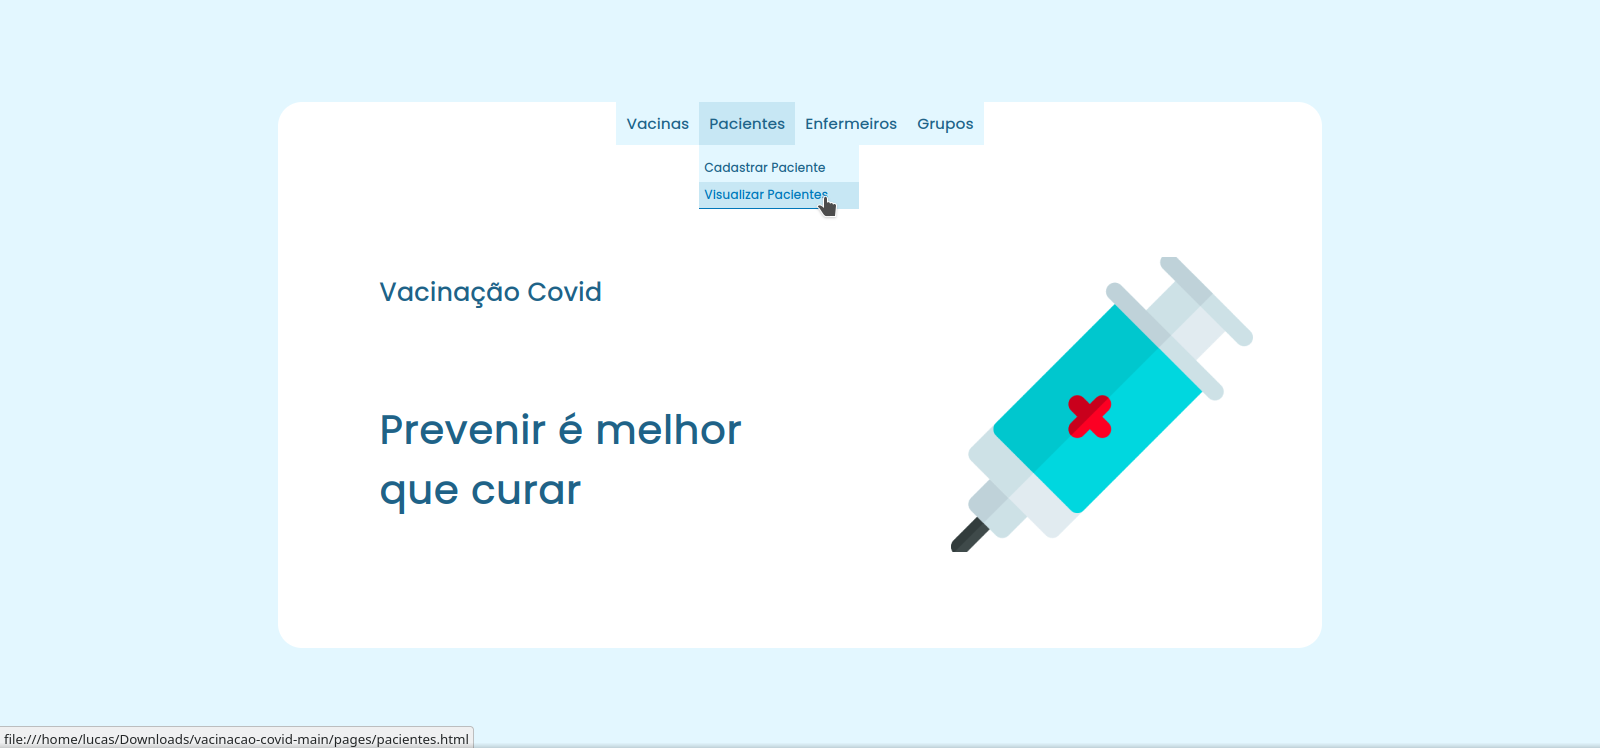 Vacinas Pacientes Enfermeiros Grupos
Cadastrar Paciente
Visualizar Pacientes
Vacinação Covid
Prevenir é melhor
que curar
file:///home/lucas/Downloads/vacinacao-covid-main/pages/pacientes.html